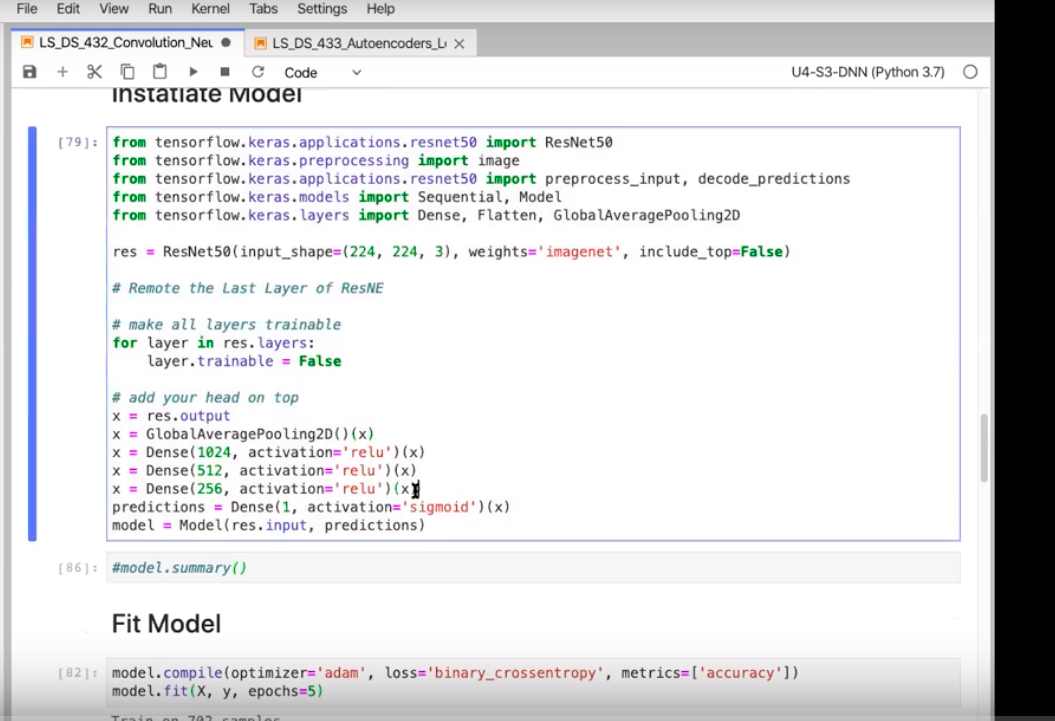 File Edit View Run Kernel Tabs Settings Help
LS_DS_432_Convolution_Neu LS_DS_433_Autoencoders_L
Code U4-S3-DNN (Python 3.7)
Instatiate Model
[79]: from tensorflow.keras.applications.resnet50 import ResNet50
from tensorflow.keras.preprocessing import image
from tensorflow.keras.applications.resnet50 import preprocess_input, decode_predictions
from tensorflow.keras.models import Sequential, Model
from tensorflow.keras.layers import Dense, Flatten, GlobalAveragePooling2D
res = ResNet50(input_shape=(224, 224, 3), weights='imagenet', include_top=False)
# Remote the Last Layer of ResNE
# make all layers trainable
for layer in res.layers:
    layer.trainable = False
# add your head on top
x = res.output
x = GlobalAveragePooling2D()(x)
x = Dense(1024, activation='relu')(x)
x = Dense(512, activation='relu')(x)
x = Dense(256, activation='relu')(x)
predictions = Dense(1, activation='sigmoid')(x)
model = Model(res.input, predictions)
[86]: #model.summary()
Fit Model
[82]: model.compile(optimizer='adam', loss='binary_crossentropy', metrics=['accuracy'])
model.fit(X, y, epochs=5)
Train on 702 samples